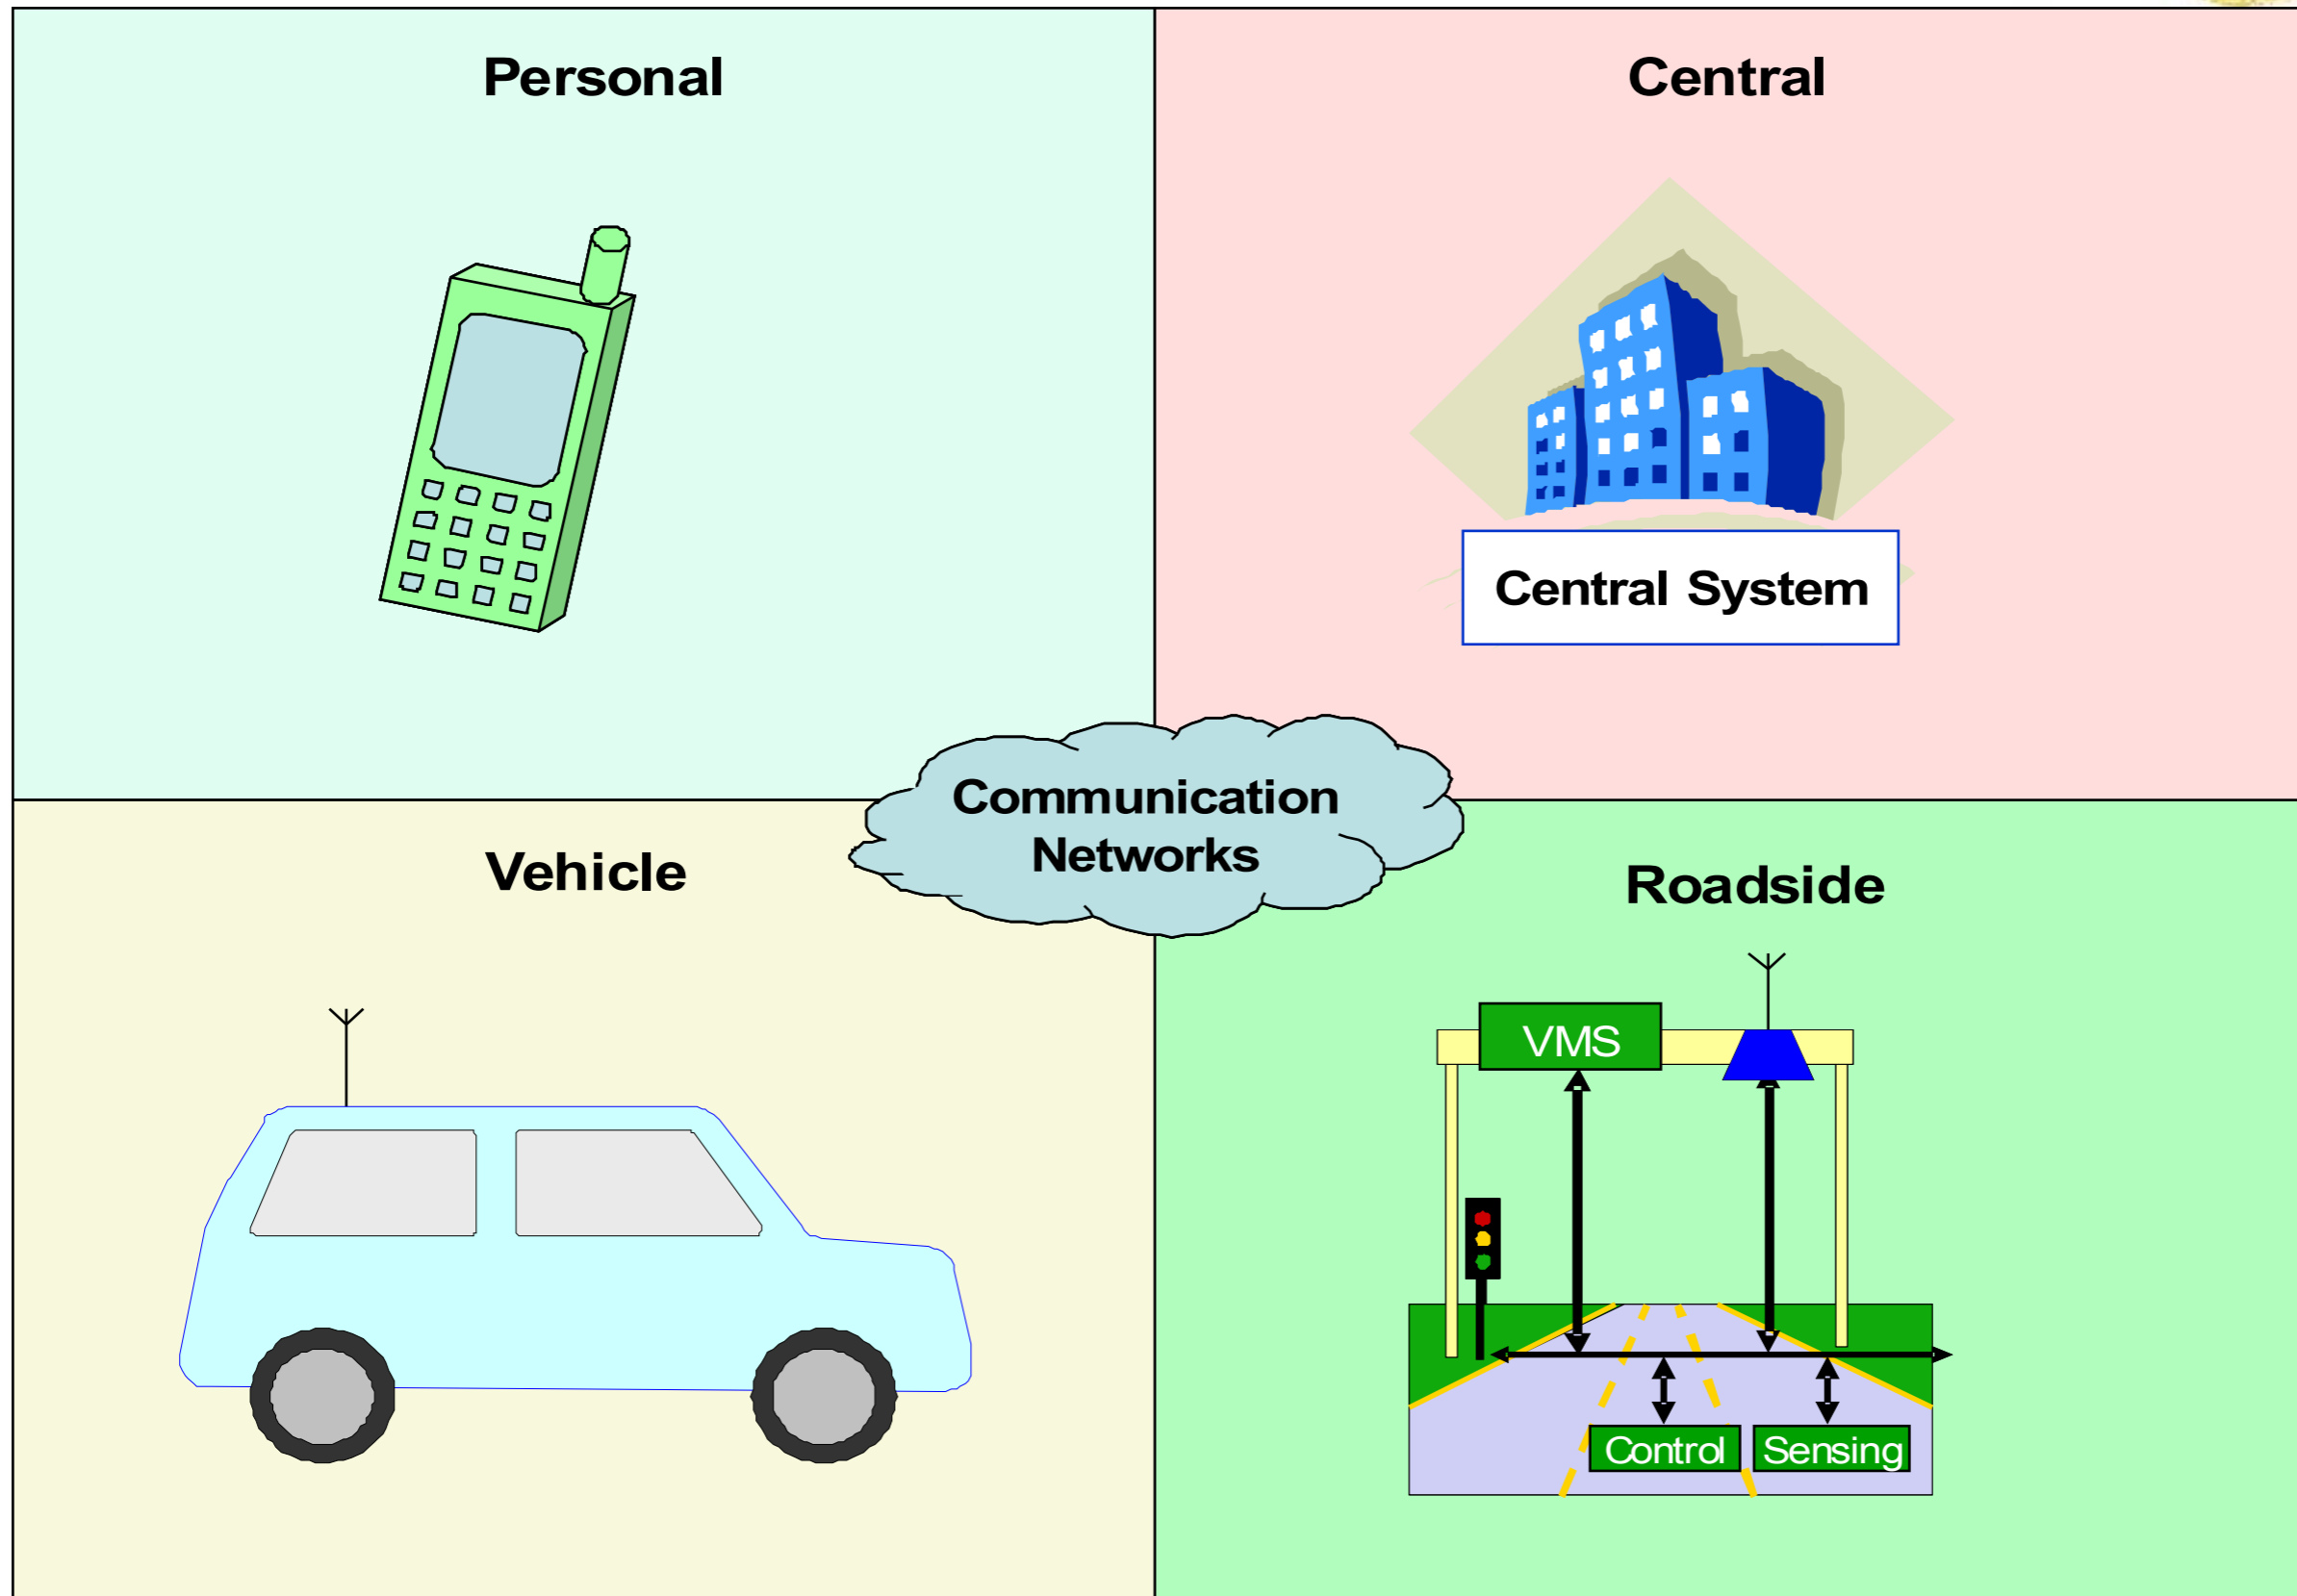 Personal
Central
Central System
Communication
Networks
Vehicle
Roadside
VMS
Control
Sensing